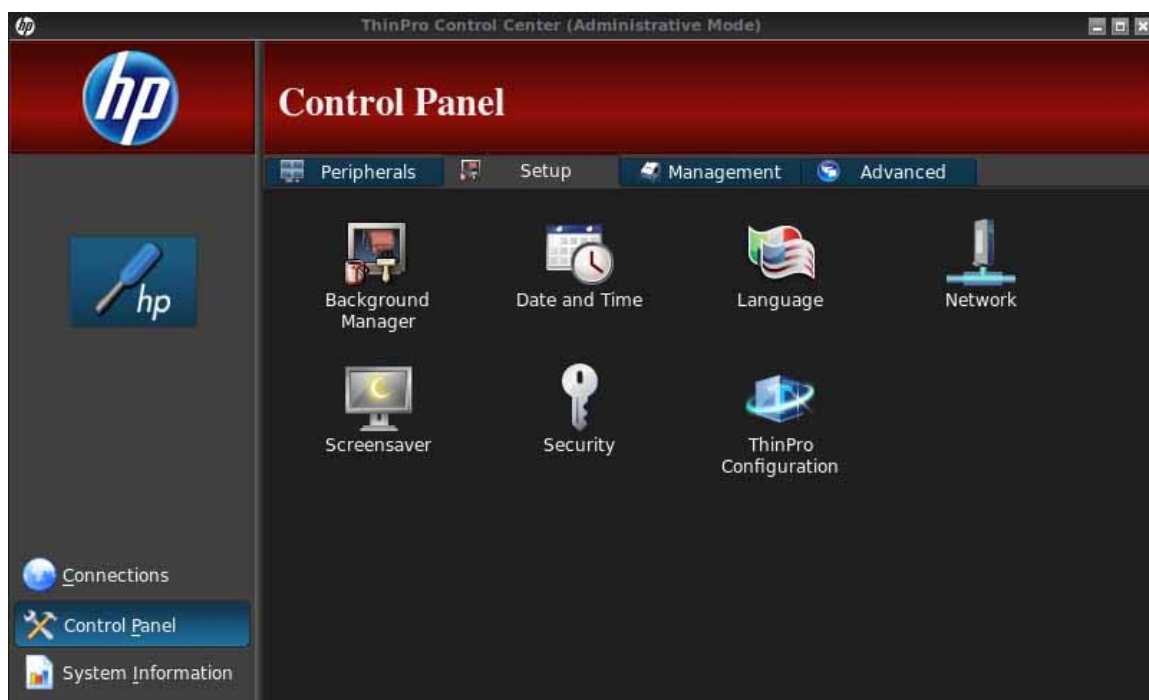 ThinPro Control Center (Administrative Mode)
hp
Control Panel
Peripherals
Setup
Management
Advanced
hp
Background
Manager
Date and Time
Language
Network
Screensaver
Security
ThinPro
Configuration
Connections
Control Panel
System Information